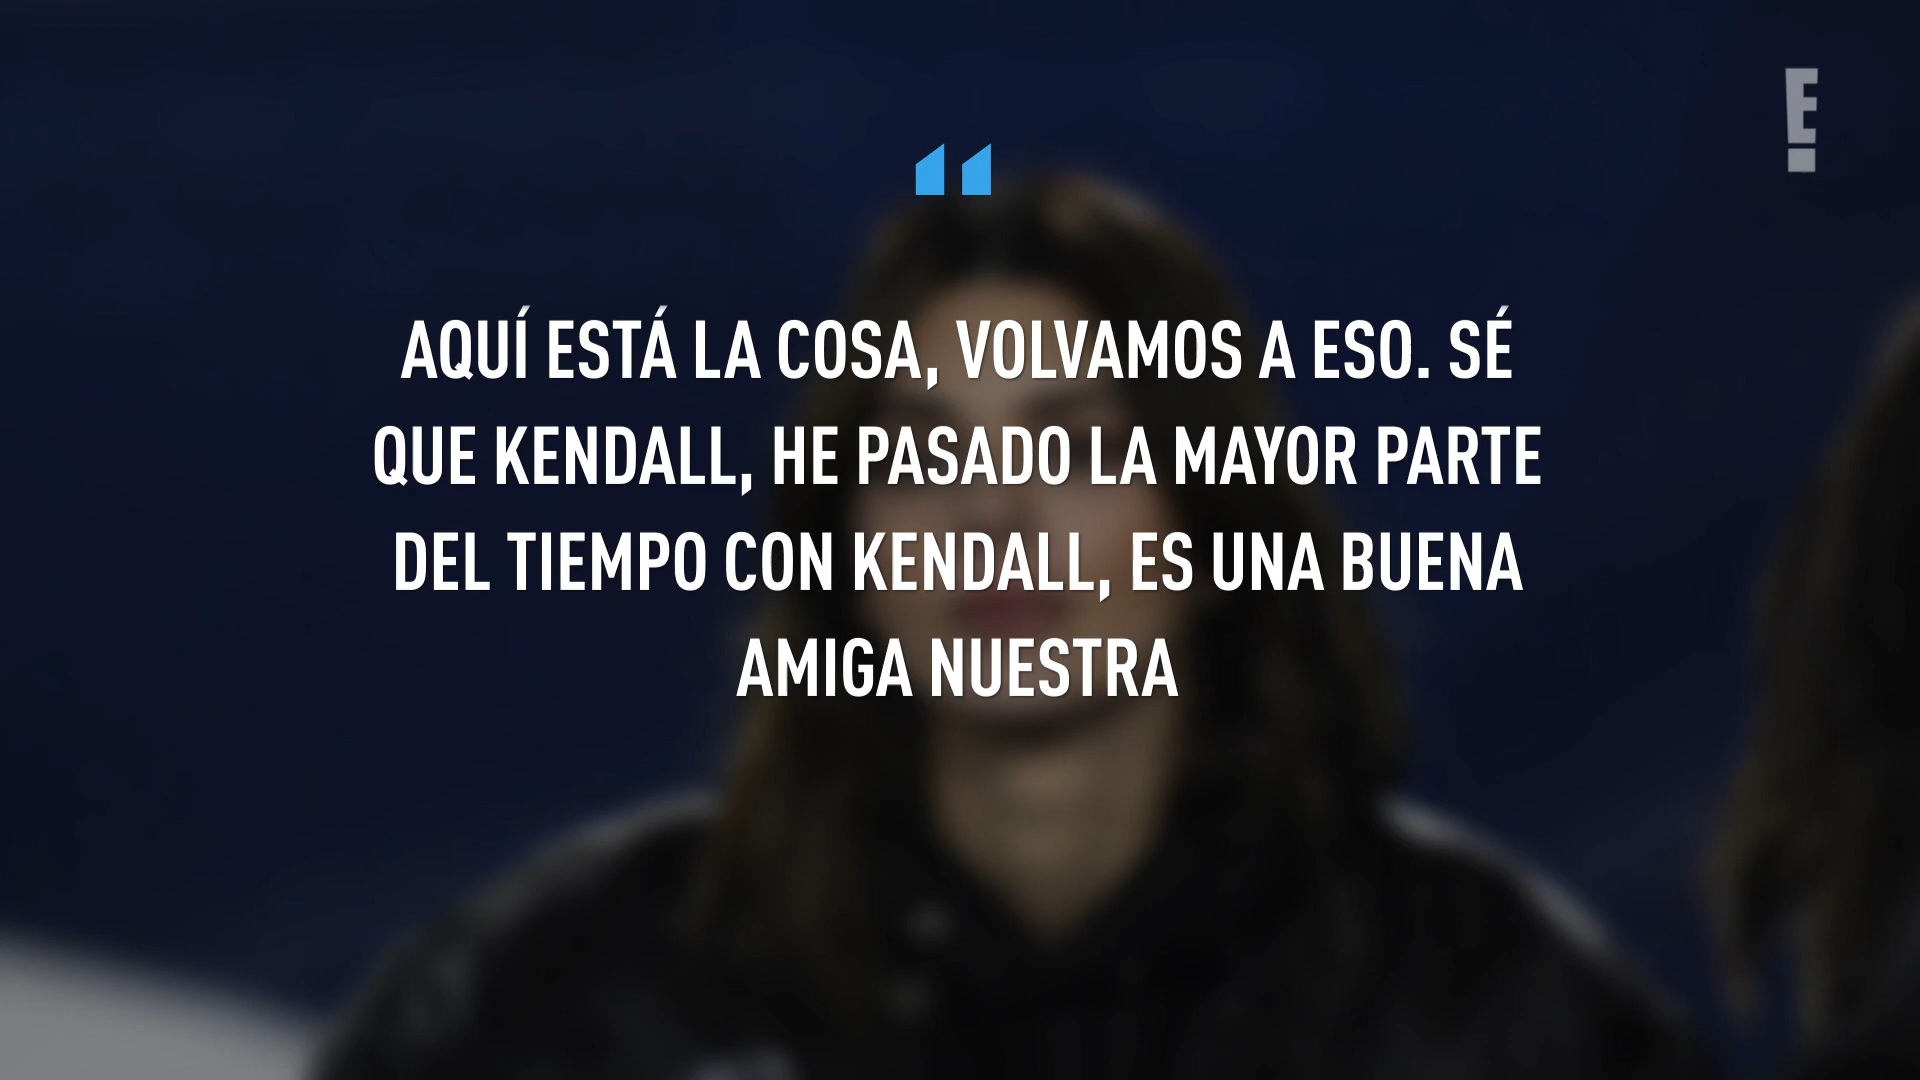 E!
"
AQUÍ ESTÁ LA COSA, VOLVAMOS A ESO. SÉ
QUE KENDALL, HE PASADO LA MAYOR PARTE
DEL TIEMPO CON KENDALL, ES UNA BUENA
AMIGA NUESTRA